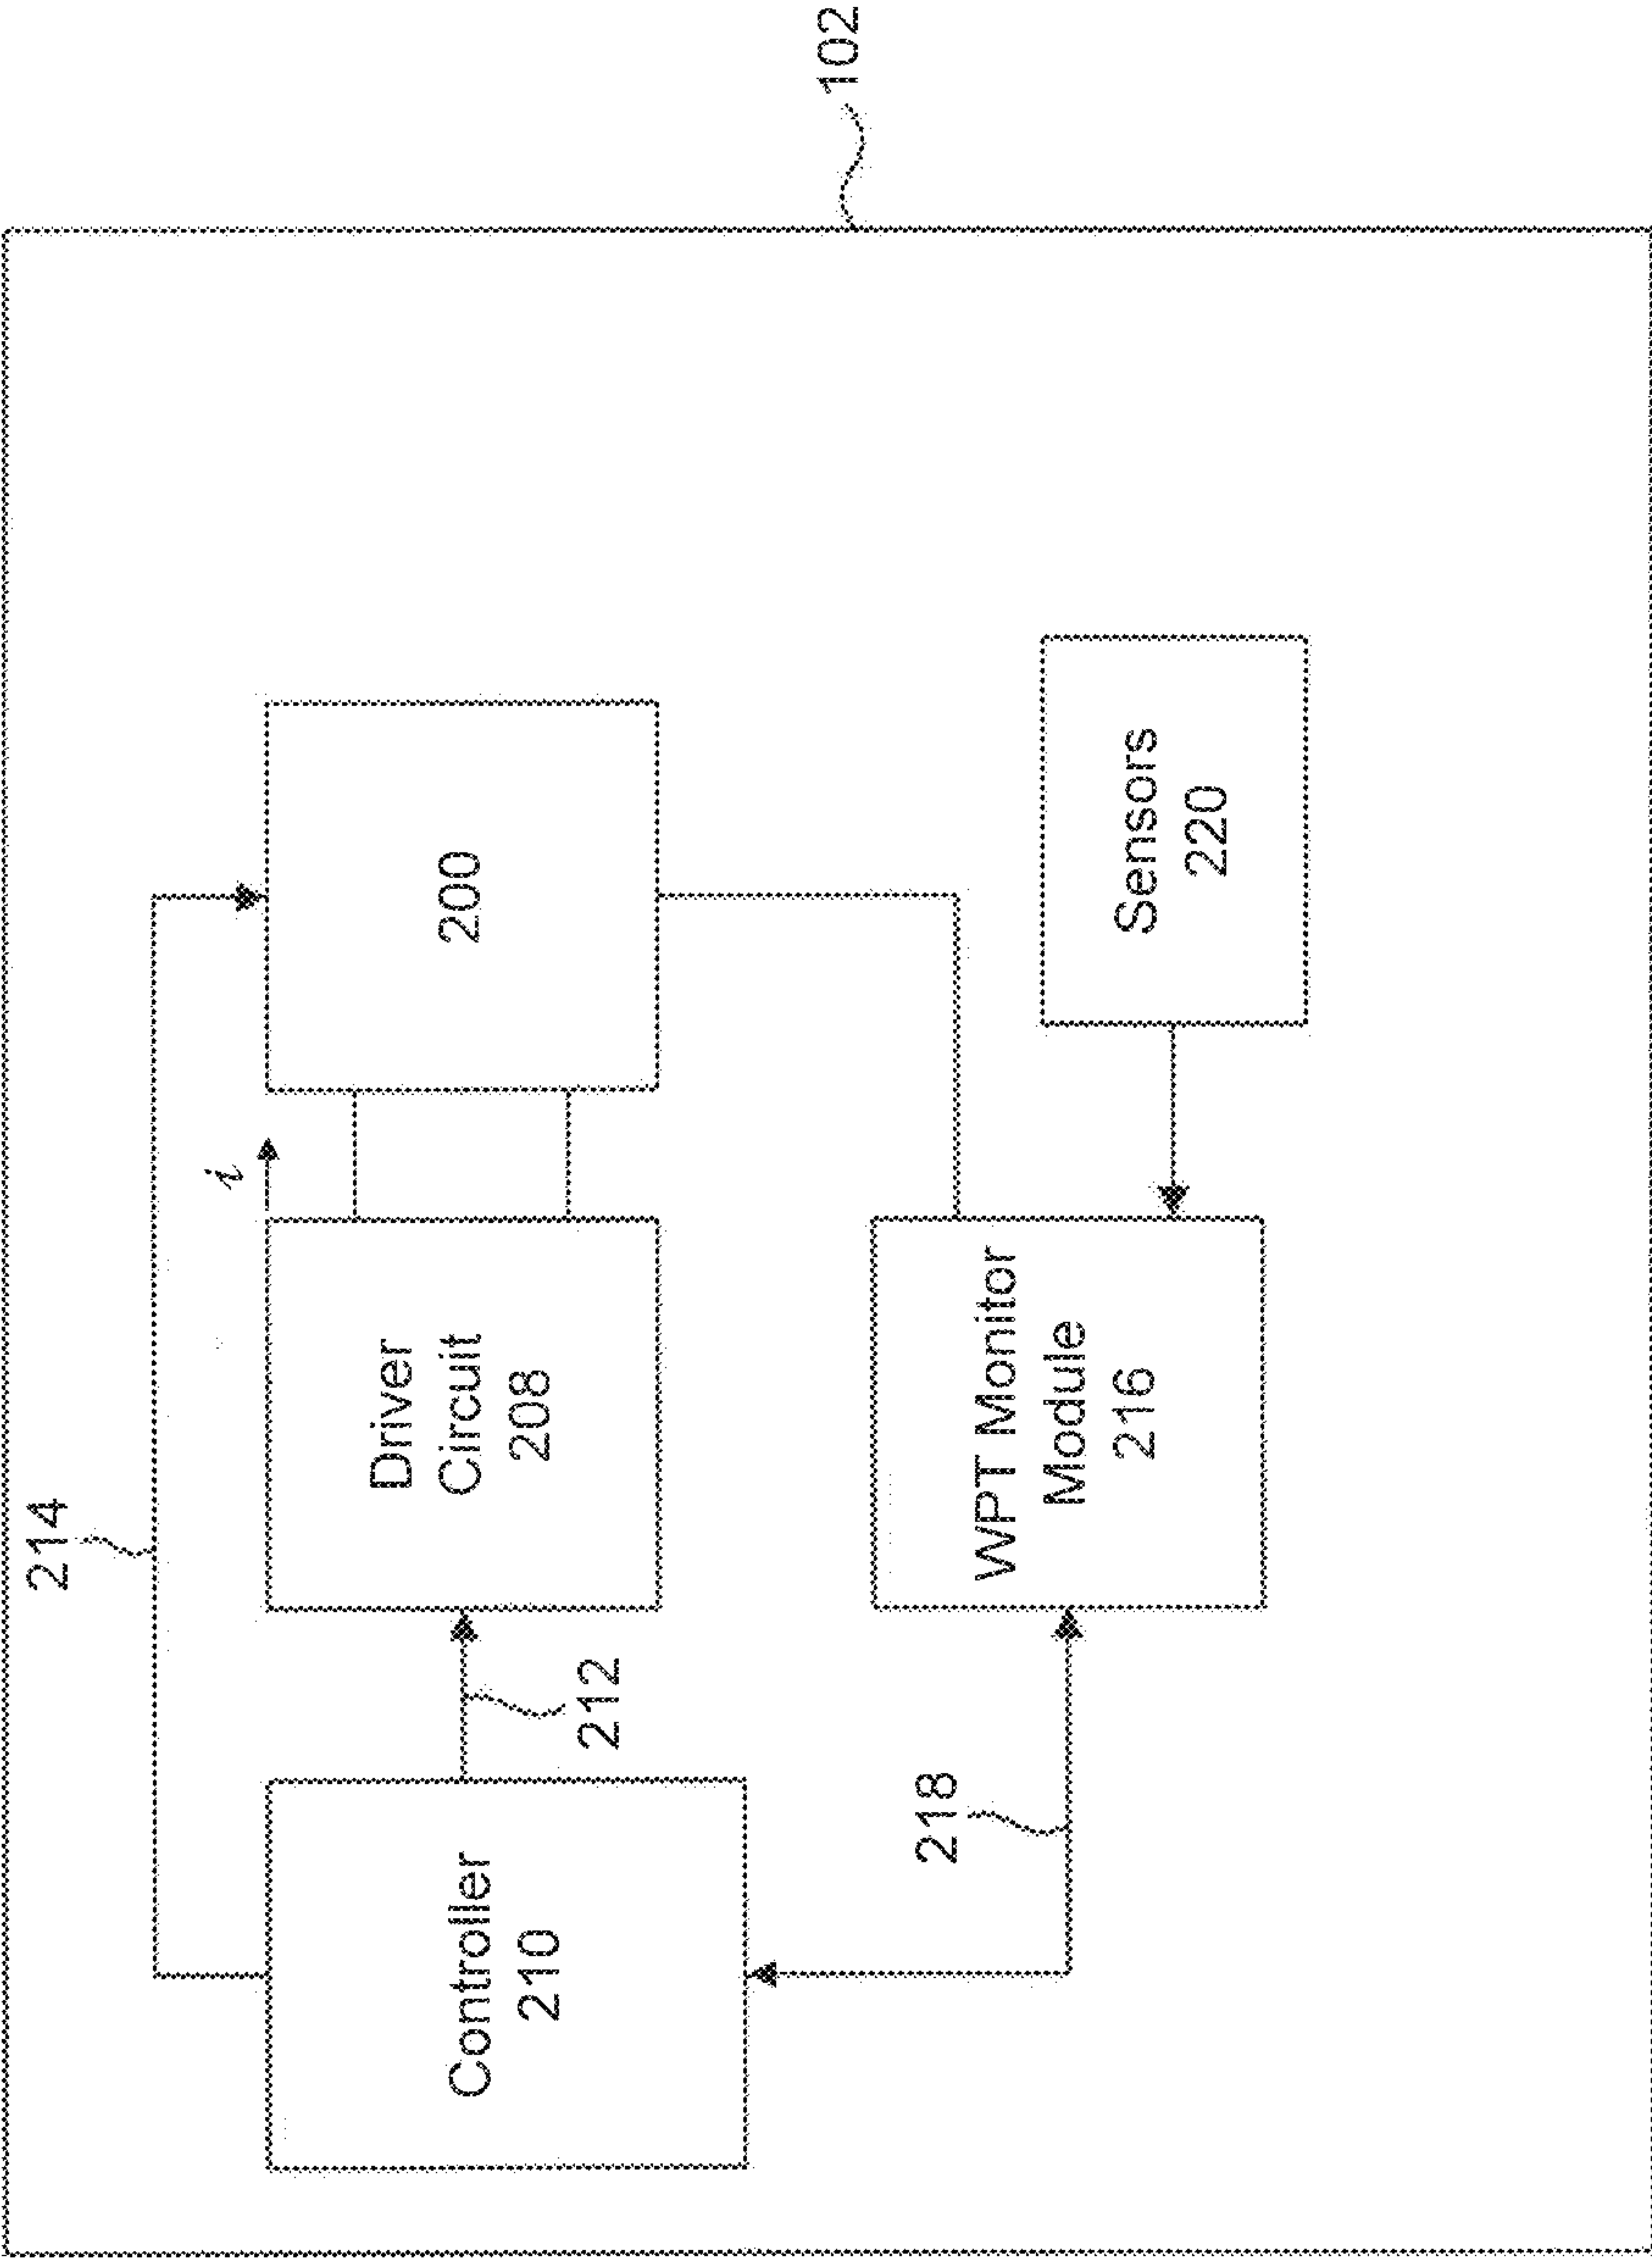 214
i
Controller
210
212
Driver
Circuit
208
200
218
WPT Monitor
Module
216
Sensors
220
102